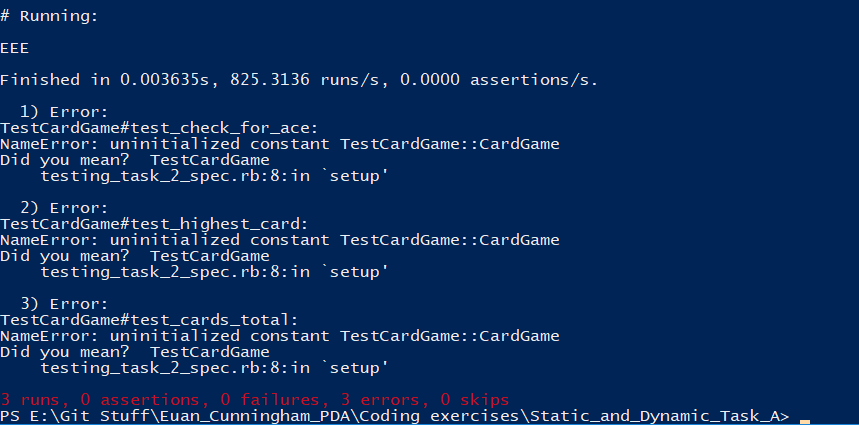 # Running:
EEE
Finished in 0.003635s, 825.3136 runs/s, 0.0000 assertions/s.
1) Error:
TestCardGame#test_check_for_ace:
NameError: uninitialized constant TestCardGame::CardGame
Did you mean?  TestCardGame
testing_task_2_spec.rb:8:in `setup'
2) Error:
TestCardGame#test_highest_card:
NameError: uninitialized constant TestCardGame::CardGame
Did you mean?  TestCardGame
testing_task_2_spec.rb:8:in `setup'
3) Error:
TestCardGame#test_cards_total:
NameError: uninitialized constant TestCardGame::CardGame
Did you mean?  TestCardGame
testing_task_2_spec.rb:8:in `setup'
3 runs, 0 assertions, 0 failures, 3 errors, 0 skips
PS E:\Git Stuff\Euan_Cunningham_PDA\Coding exercises\Static_and_Dynamic_Task_A>